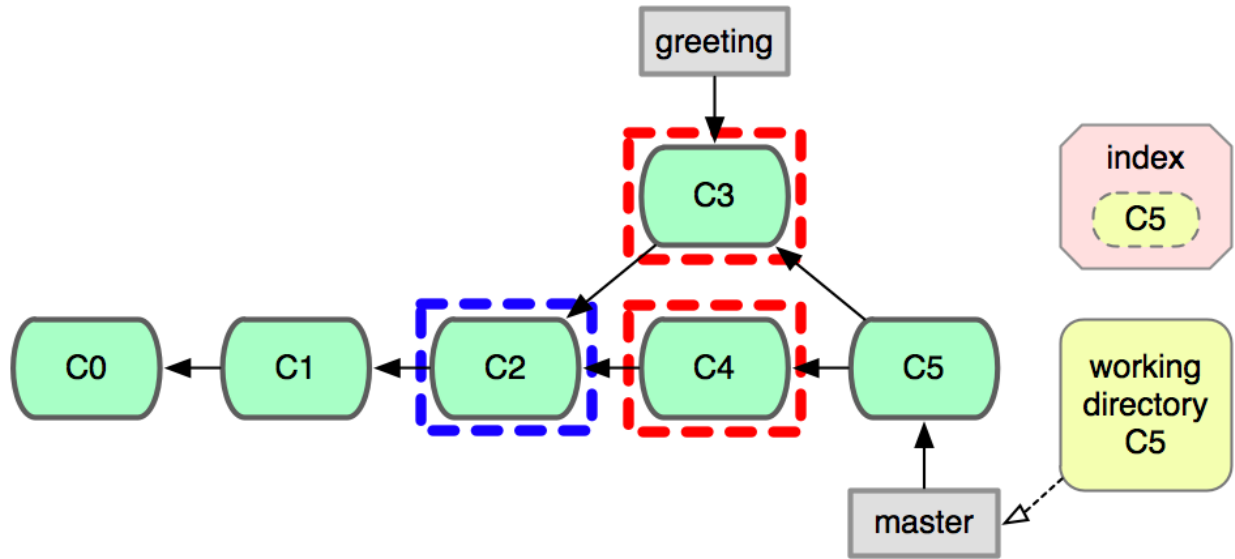 greeting
C3
index
C5
C0
C1
C2
C4
C5
working
directory
C5
master